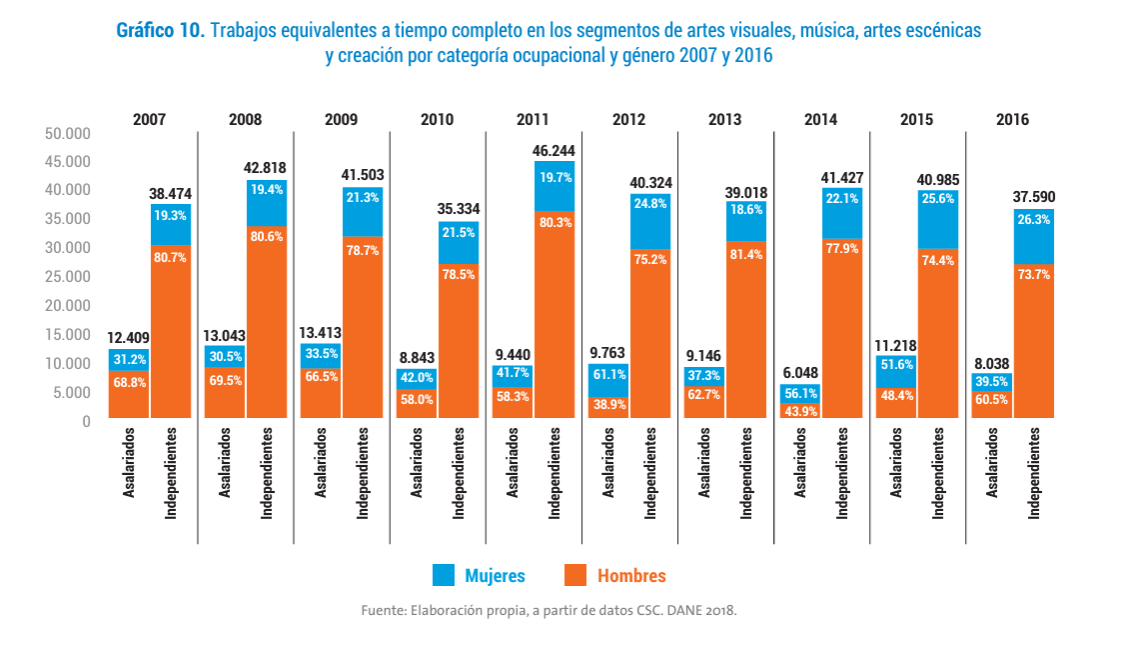 Gráfico 10. Trabajos equivalentes a tiempo completo en los segmentos de artes visuales, música, artes escénicas
y creación por categoría ocupacional y género 2007 y 2016
2007 2008 2009 2010 2011 2012 2013 2014 2015 2016
50.000
45.000
40.000
35.000
30.000
25.000
20.000
15.000
10.000
5.000
0
12.409
31.2%
68.8%
38.474
19.3%
80.7%
13.043
30.5%
69.5%
42.818
19.4%
80.6%
13.413
33.5%
66.5%
41.503
21.3%
78.7%
8.843
42.0%
58.0%
35.334
21.5%
78.5%
9.440
41.7%
58.3%
46.244
19.7%
80.3%
9.763
61.1%
38.9%
40.324
24.8%
75.2%
9.146
37.3%
62.7%
39.018
18.6%
81.4%
6.048
56.1%
43.9%
41.427
22.1%
77.9%
11.218
51.6%
48.4%
40.985
25.6%
74.4%
8.038
39.5%
60.5%
37.590
26.3%
73.7%
Asalariados
Independientes
Asalariados
Independientes
Asalariados
Independientes
Asalariados
Independientes
Asalariados
Independientes
Asalariados
Independientes
Asalariados
Independientes
Asalariados
Independientes
Asalariados
Independientes
Asalariados
Independientes
Mujeres Hombres
Fuente: Elaboración propia, a partir de datos CSC. DANE 2018.